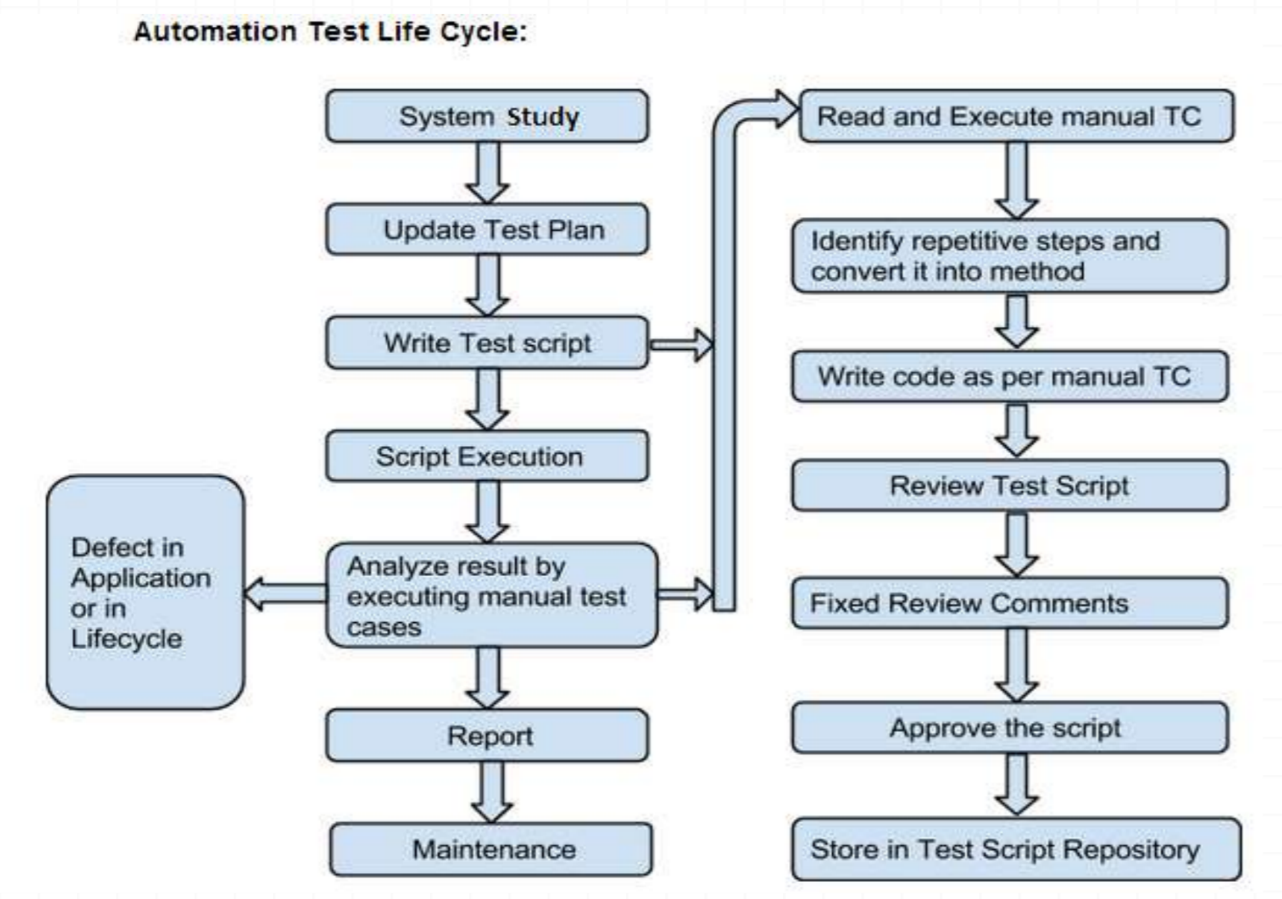 Automation Test Life Cycle:
System Study
Update Test Plan
Write Test script
Script Execution
Analyze result by
executing manual test
cases
Defect in
Application
or in
Lifecycle
Report
Maintenance
Read and Execute manual TC
Identify repetitive steps and
convert it into method
Write code as per manual TC
Review Test Script
Fixed Review Comments
Approve the script
Store in Test Script Repository